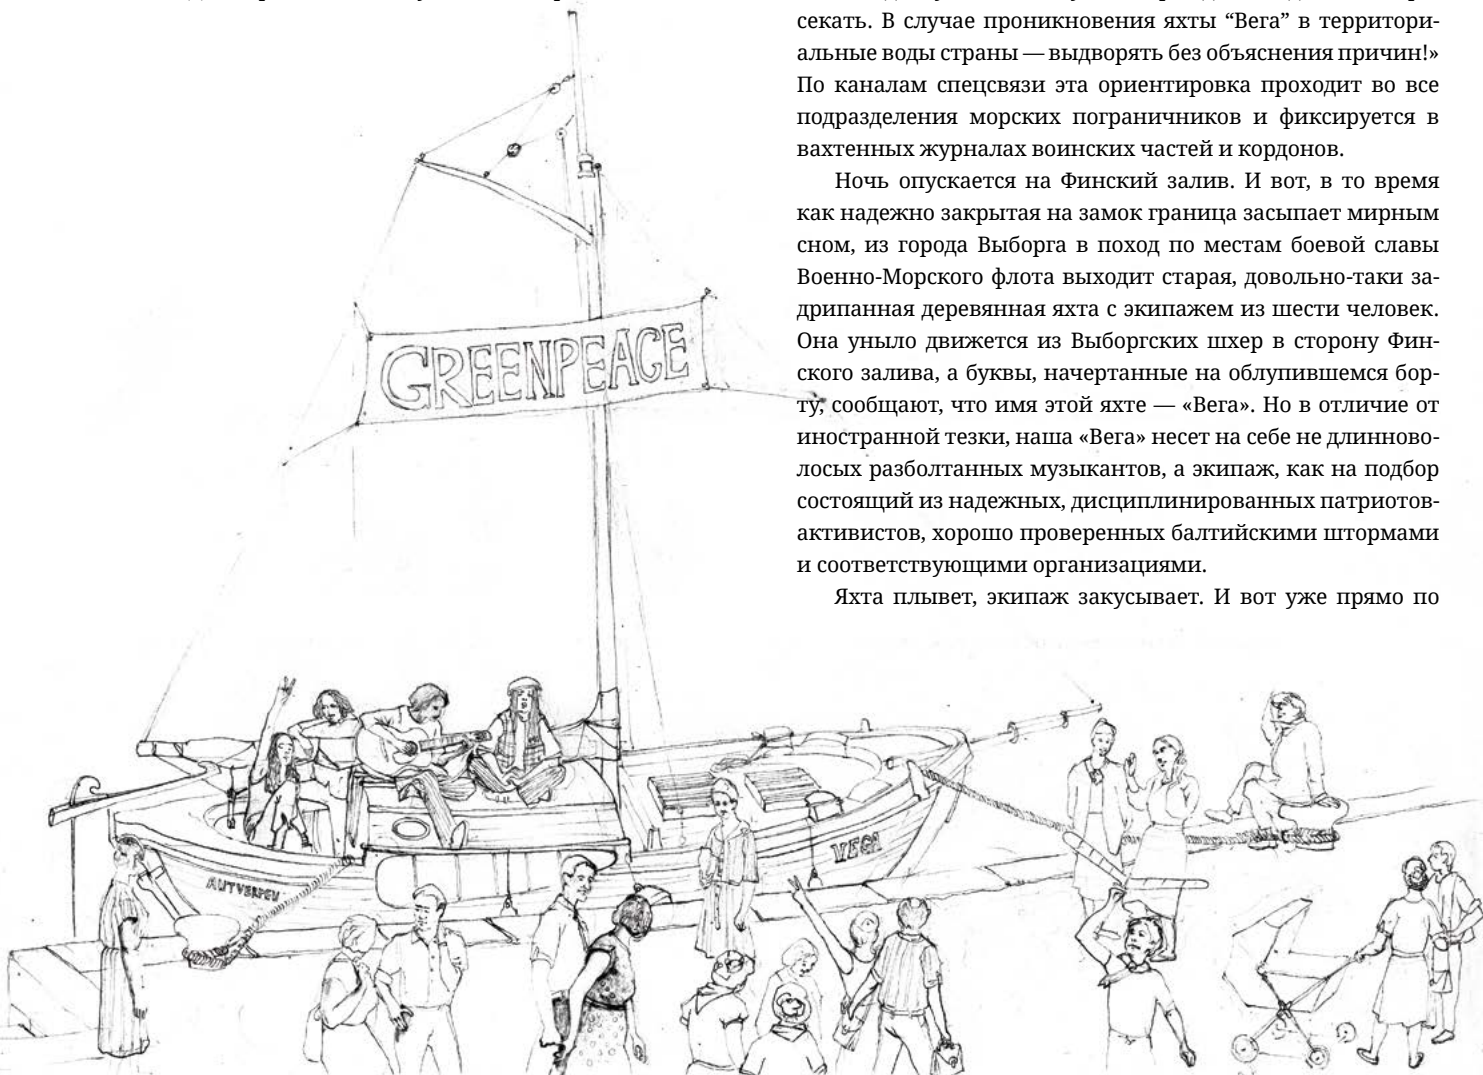 секать. В случае проникновения яхты “Вега” в территори-
альные воды страны — выдворять без объяснения причин!»
По каналам спецсвязи эта ориентировка проходит во все
подразделения морских пограничников и фиксируется в
вахтенных журналах воинских частей и кордонов.
Ночь опускается на Финский залив. И вот, в то время
как надежно закрытая на замок граница засыпает мирным
сном, из города Выборга в поход по местам боевой славы
Военно-Морского флота выходит старая, довольно-таки за-
дрипанная деревянная яхта с экипажем из шести человек.
Она уныло движется из Выборгских шхер в сторону Фин-
ского залива, а буквы, начертанные на облупившемся бор-
ту, сообщают, что имя этой яхте — «Вега». Но в отличие от
иностранной тезки, наша «Вега» несет на себе не длинново-
лосых разболтанных музыкантов, а экипаж, как на подбор
состоящий из надежных, дисциплинированных патриотов-
активистов, хорошо проверенных балтийскими штормами
и соответствующими организациями.
Яхта плывет, экипаж закусывает. И вот уже прямо по
GREENPEACE
VEGA
ANTVERPEN